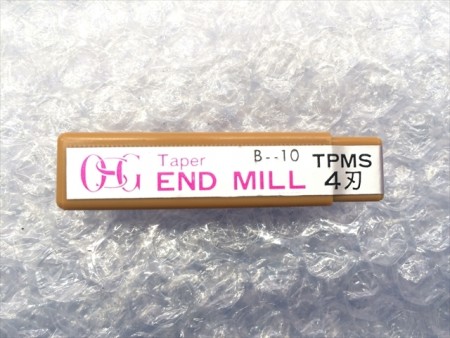 OSG
Taper B--10 TPMS
END MILL 4刃